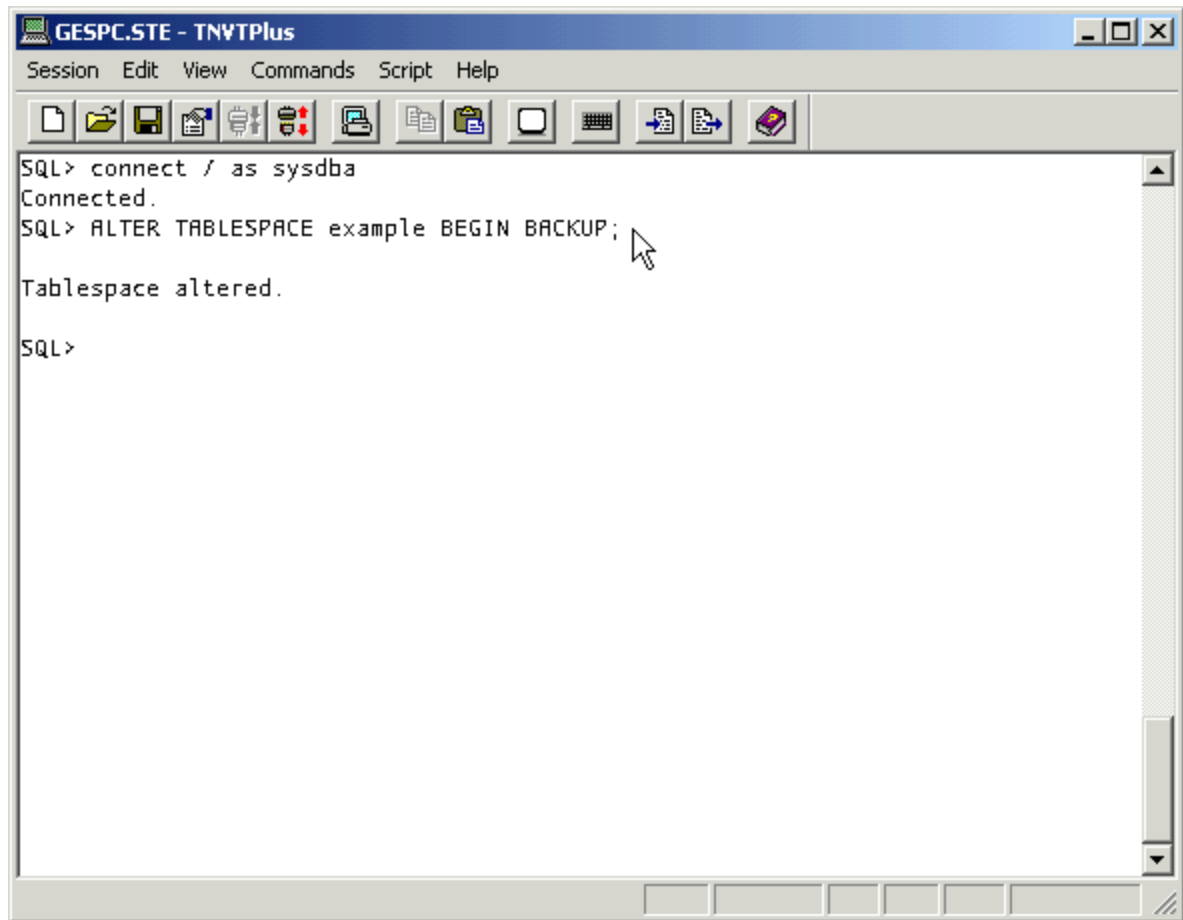 GESPC.STE - TNVTPlus
Session Edit View Commands Script Help
SQL> connect / as sysdba
Connected.
SQL> ALTER TABLESPACE example BEGIN BACKUP;
Tablespace altered.
SQL>